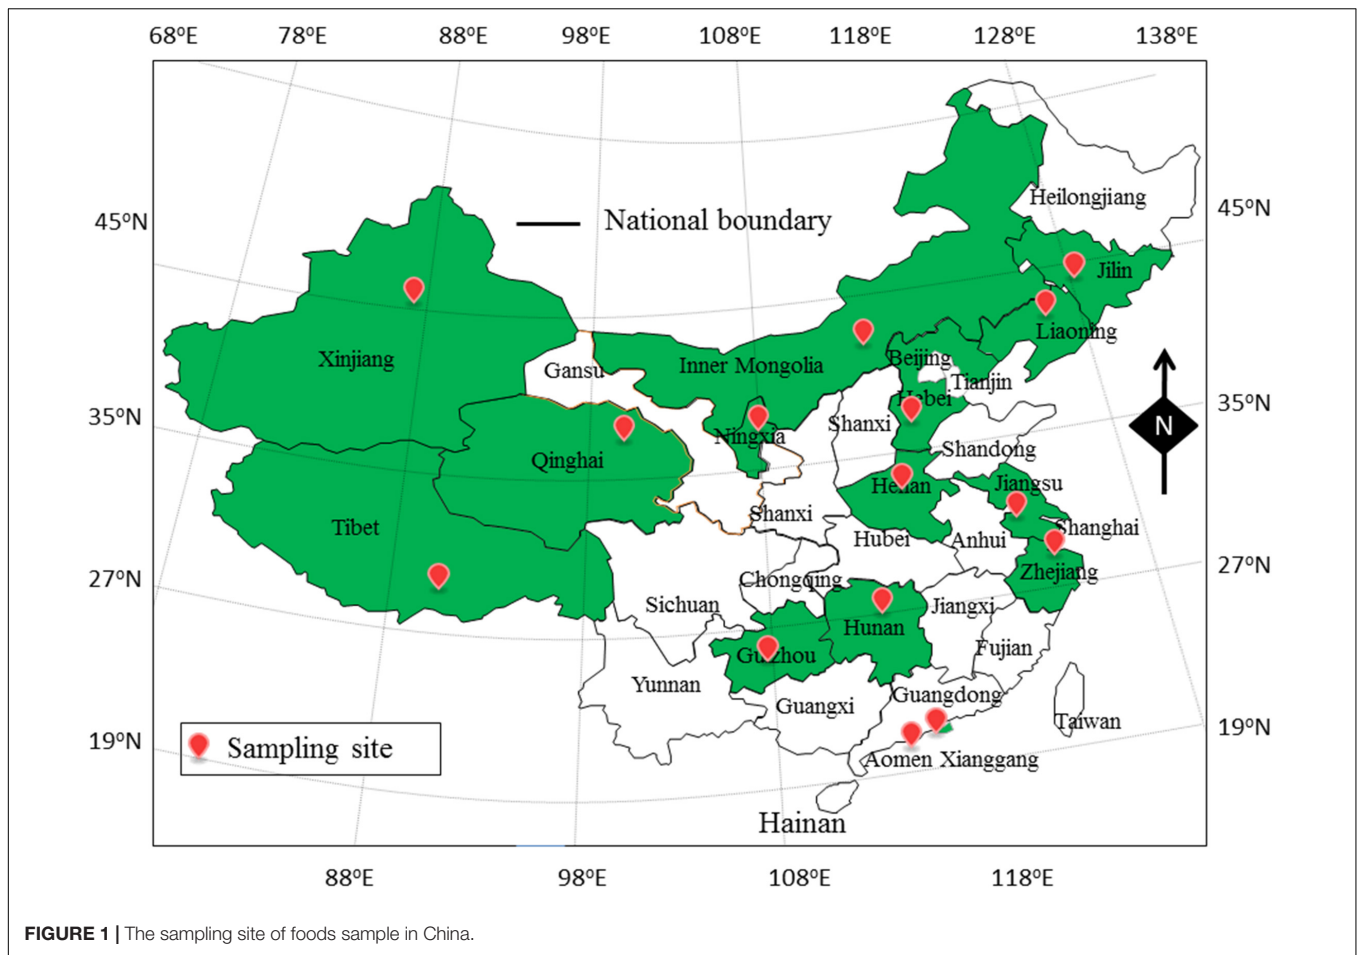 68ºE 78ºE 88ºE 98ºE 108ºE 118ºE 128ºE 138ºE
Heilongjiang
45ºN National boundary 45ºN
Jilin
Liaoning
Xinjiang Gansu Inner Mongolia Beijing
Tianjin
Hebei
35ºN 35ºN
Shanxi
N
Ningxia
Shandong
Qinghai
Henan Jiangsu
Tibet Shanxi Shanghai
Hubei Anhui
27ºN 27ºN
Chongqing Zhejiang
Sichuan Jiangxi
Hunan
Guizhou Fujian
Yunnan Guangxi Guangdong
Taiwan
19ºN 19ºN
Sampling site
Aomen Xianggang
Hainan
88ºE 98ºE 108ºE 118ºE
FIGURE 1 | The sampling site of foods sample in China.